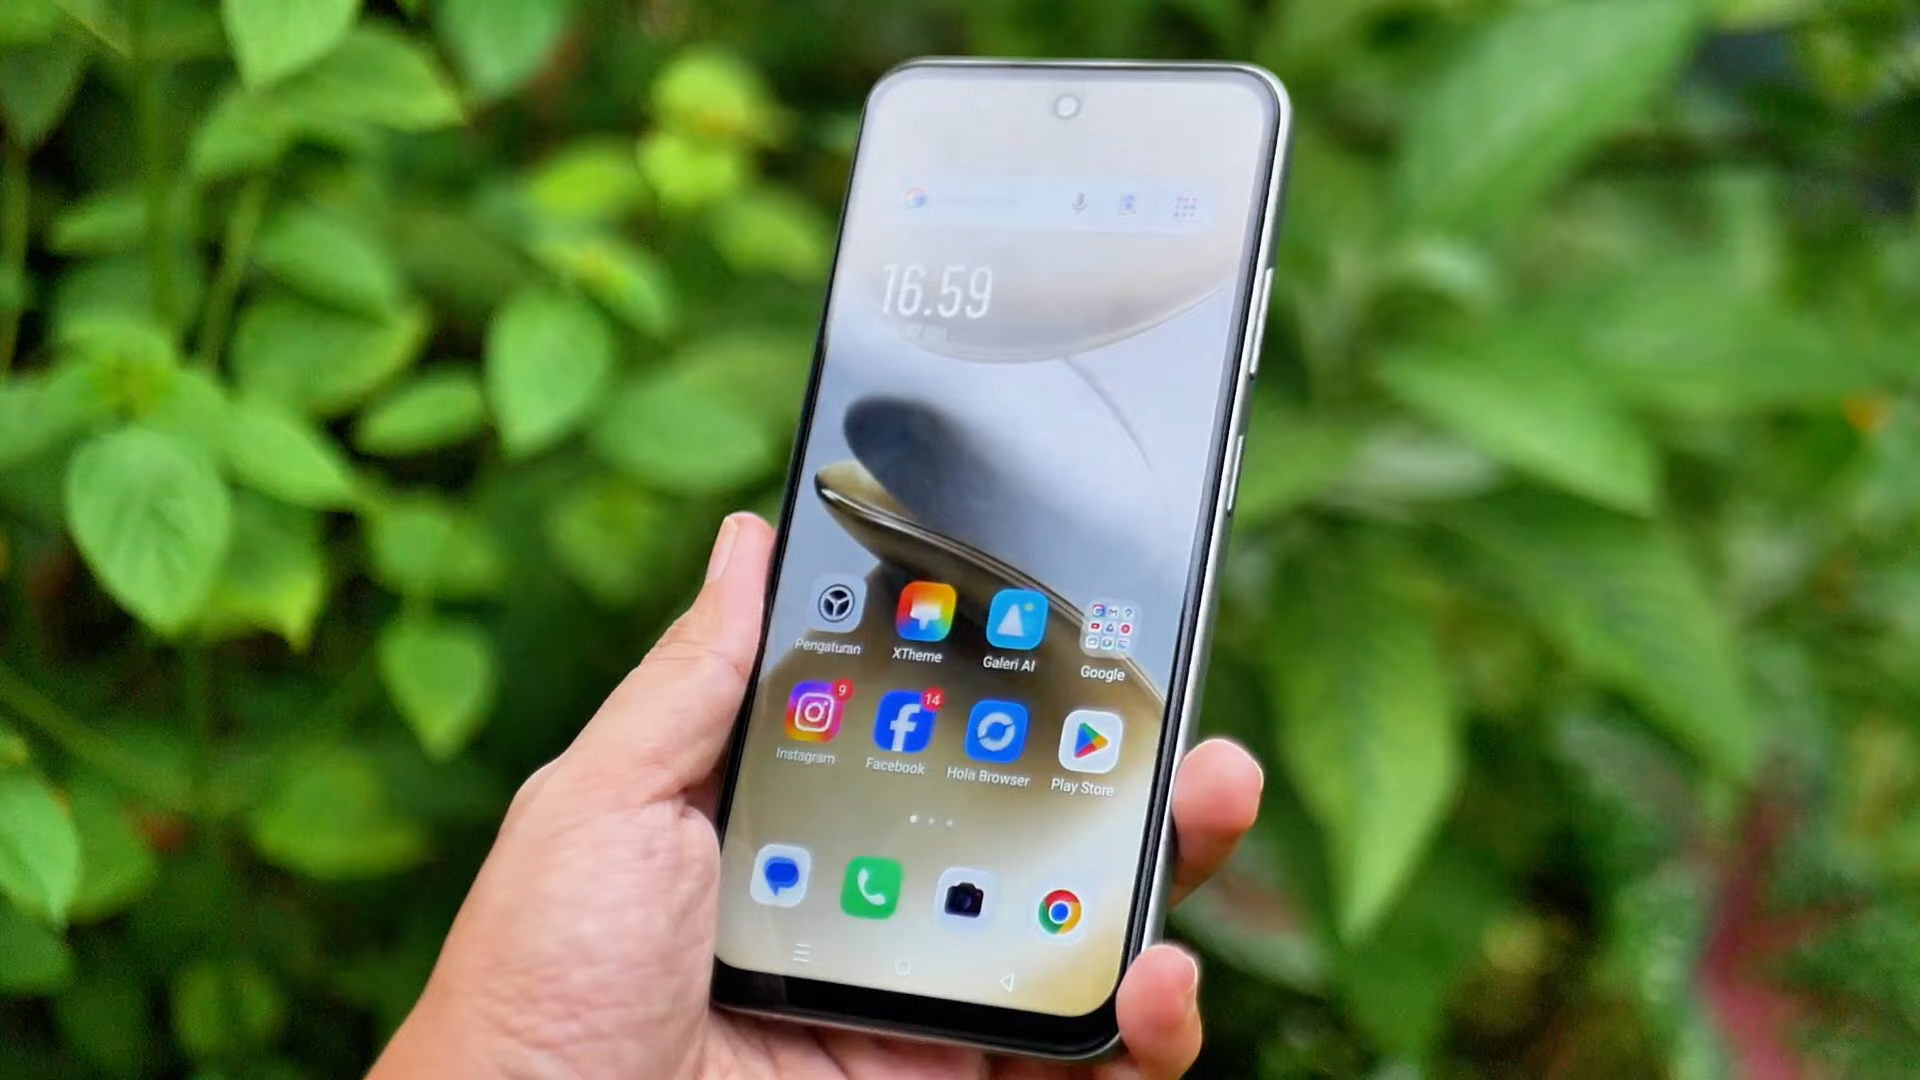 16.59
Pengaturan
XTheme
Galeri AI
Google
9
14
Instagram
Facebook
Hola Browser
Play Store